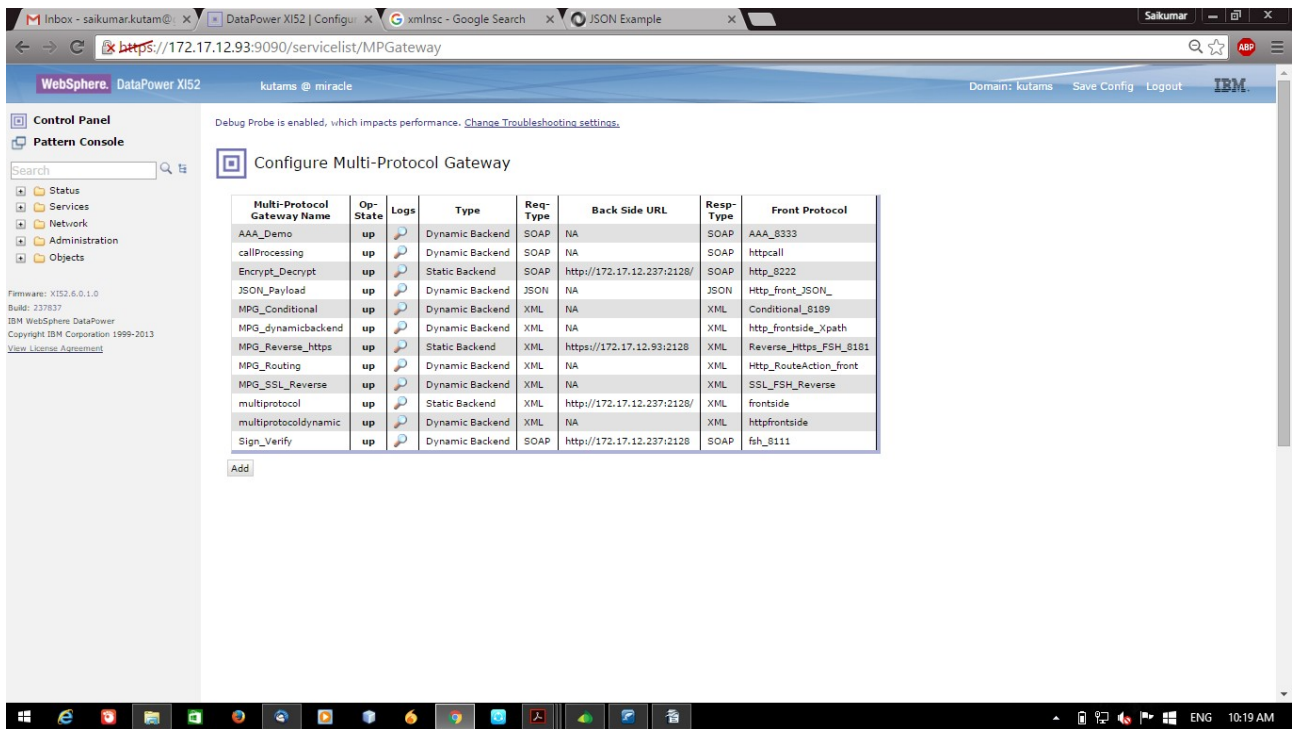 Inbox - saikumar.kutam@g
DataPower XI52 | Configur
xmlnsc - Google Search
JSON Example
Saikumar
https://172.17.12.93:9090/servicelist/MPGateway
ABP
WebSphere. DataPower XI52
kutams @ miracle
Domain: kutams Save Config Logout
IBM.
Control Panel
Pattern Console
Search
Status
Services
Network
Administration
Objects
Firmware: XI52.6.0.1.0
Build: 237837
IBM WebSphere DataPower
Copyright IBM Corporation 1999-2013
View License Agreement
Debug Probe is enabled, which impacts performance. Change Troubleshooting settings.
Configure Multi-Protocol Gateway
Multi-Protocol Gateway Name Op-State Logs Type Req-Type Back Side URL Resp-Type Front Protocol
AAA_Demo up Dynamic Backend SOAP NA SOAP AAA_8333
callProcessing up Dynamic Backend SOAP NA SOAP httpcall
Encrypt_Decrypt up Static Backend SOAP http://172.17.12.237:2128/ SOAP http_8222
JSON_Payload up Dynamic Backend JSON NA JSON Http_front_JSON_
MPG_Conditional up Dynamic Backend XML NA XML Conditional_8189
MPG_dynamicbackend up Dynamic Backend XML NA XML http_frontside_Xpath
MPG_Reverse_https up Static Backend XML https://172.17.12.93:2128 XML Reverse_Https_FSH_8181
MPG_Routing up Dynamic Backend XML NA XML Http_RouteAction_front
MPG_SSL_Reverse up Dynamic Backend XML NA XML SSL_FSH_Reverse
multiprotocol up Static Backend XML http://172.17.12.237:2128/ XML frontside
multiprotocoldynamic up Dynamic Backend XML NA XML httpfrontside
Sign_Verify up Dynamic Backend SOAP http://172.17.12.237:2128 SOAP fsh_8111
Add
ENG 10:19 AM